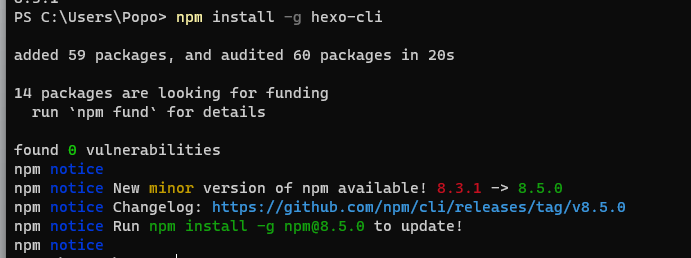 PS C:\Users\Popo> npm install -g hexo-cli
added 59 packages, and audited 60 packages in 20s
14 packages are looking for funding
  run `npm fund` for details
found 0 vulnerabilities
npm notice
npm notice New minor version of npm available! 8.3.1 -> 8.5.0
npm notice Changelog: https://github.com/npm/cli/releases/tag/v8.5.0
npm notice Run npm install -g npm@8.5.0 to update!
npm notice